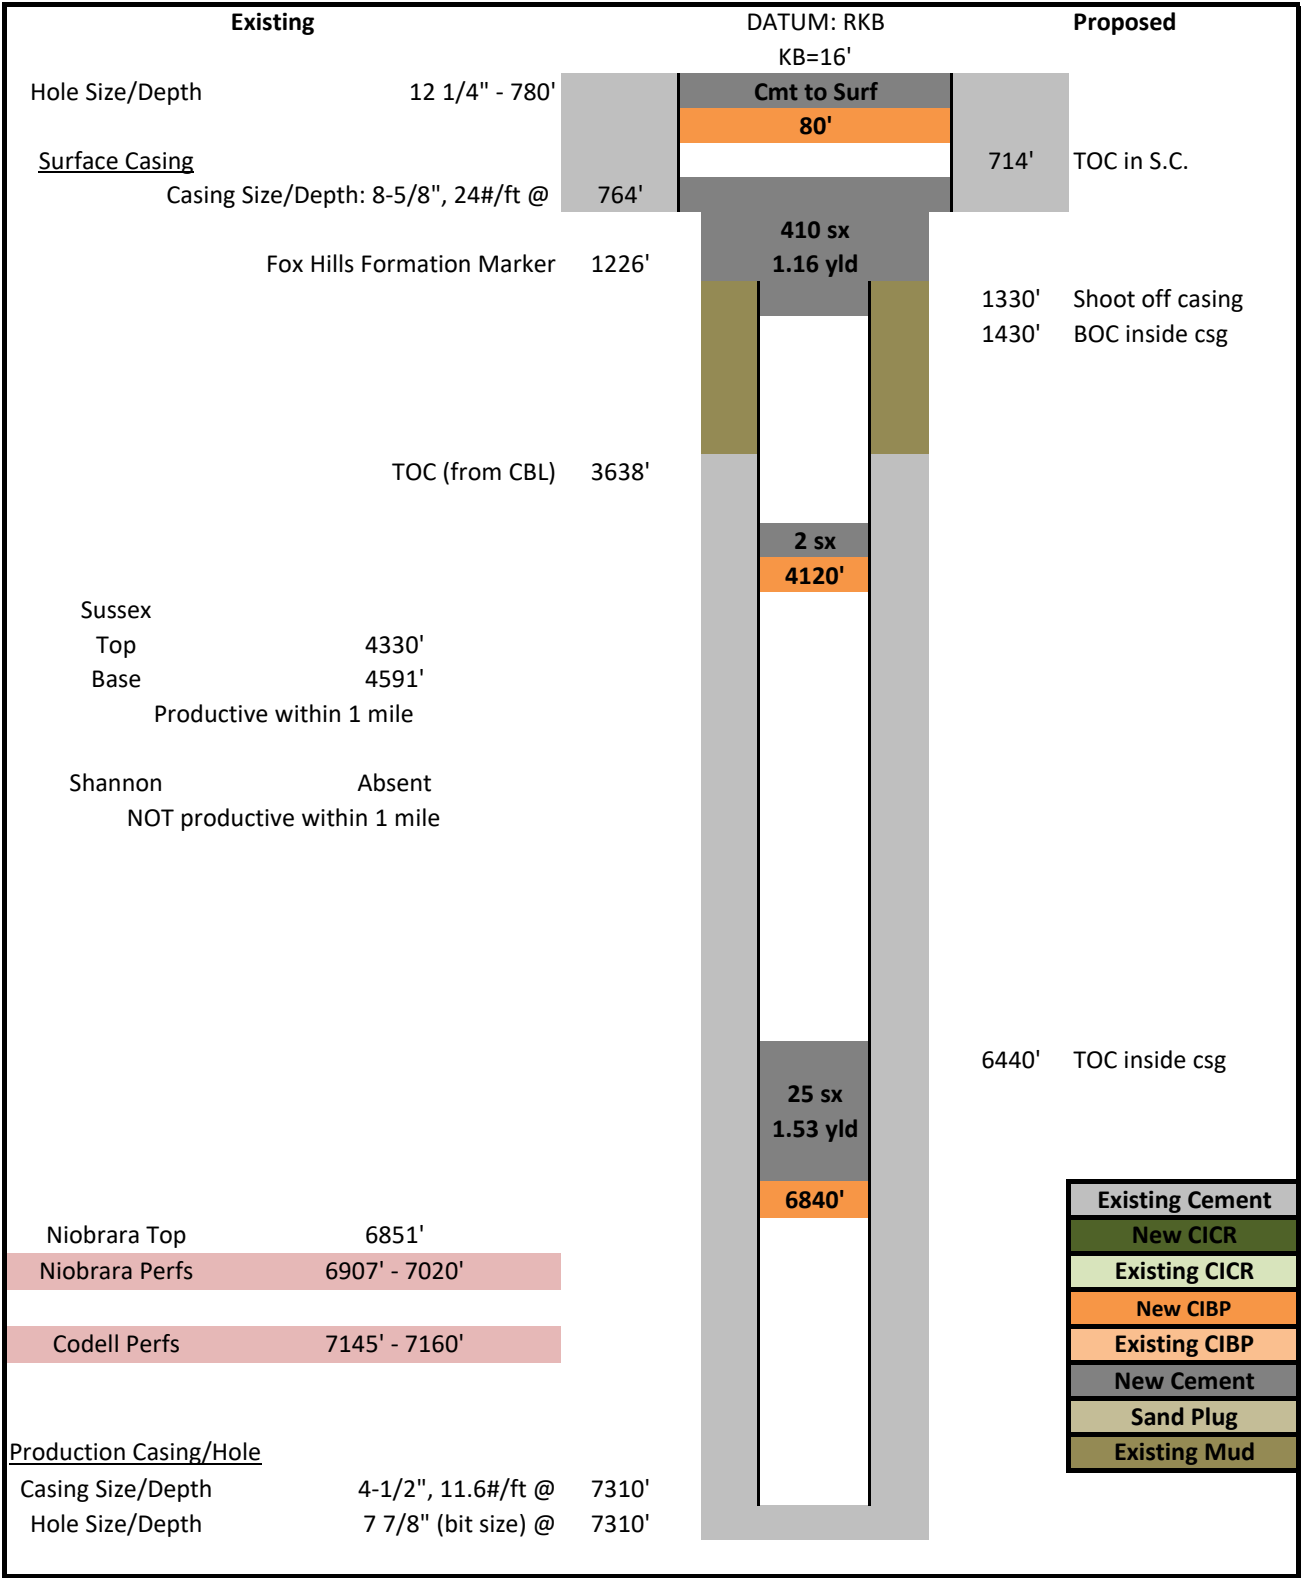 Existing DATUM: RKB Proposed
KB=16'
Hole Size/Depth 12 1/4" - 780' Cmt to Surf
80'
Surface Casing 714' TOC in S.C.
Casing Size/Depth: 8-5/8", 24#/ft @ 764'
410 sx
Fox Hills Formation Marker 1226' 1.16 yld
1330' Shoot off casing
1430' BOC inside csg
TOC (from CBL) 3638'
2 sx
4120'
Sussex
Top 4330'
Base 4591'
Productive within 1 mile
Shannon Absent
NOT productive within 1 mile
6440' TOC inside csg
25 sx
1.53 yld
6840' Existing Cement
Niobrara Top 6851' New CICR
Niobrara Perfs 6907' - 7020' Existing CICR
New CIBP
Codell Perfs 7145' - 7160' Existing CIBP
New Cement
Sand Plug
Production Casing/Hole Existing Mud
Casing Size/Depth 4-1/2", 11.6#/ft @ 7310'
Hole Size/Depth 7 7/8" (bit size) @ 7310'